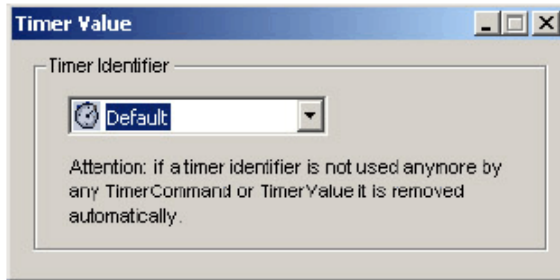 Timer Value
Timer Identifier
Default
Attention: if a timer identifier is not used anymore by
any TimerCommand or TimerValue it is removed
automatically.